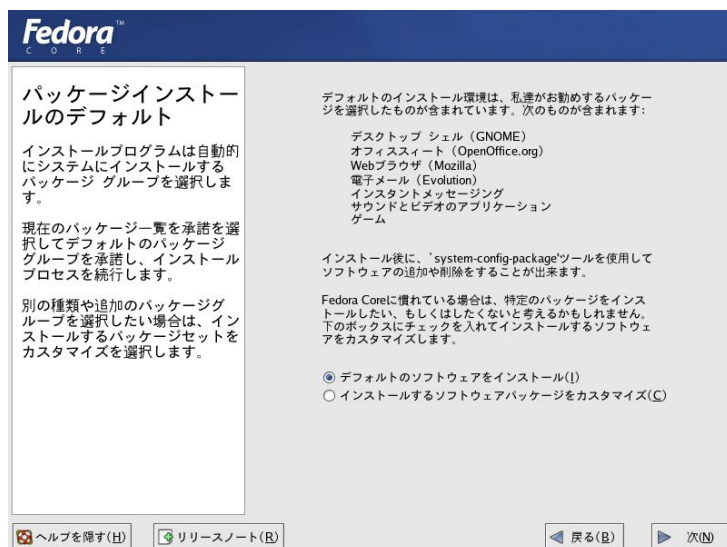 Fedora™
CORE
パッケージインストー
ルのデフォルト
インストールプログラムは自動的
にシステムにインストールする
パッケージ グループを選択しま
す。
現在のパッケージ一覧を承諾を選
択してデフォルトのパッケージ
グループを承諾し、インストール
プロセスを続行します。
別の種類や追加のパッケージグ
ループを選択したい場合は、イン
ストールするパッケージセットを
カスタマイズを選択します。
デフォルトのインストール環境は、私達がお勧めするパッケー
ジを選択したものが含まれています。次のものが含まれます:
デスクトップ シェル（GNOME）
オフィススィート（OpenOffice.org）
Webブラウザ（Mozilla）
電子メール（Evolution）
インスタントメッセージング
サウンドとビデオのアプリケーション
ゲーム
インストール後に、'system-config-package'ツールを使用して
ソフトウェアの追加や削除をすることが出来ます。
Fedora Coreに慣れている場合は、特定のパッケージをインス
トールしたい、もしくはしたくないと考えるかもしれません。
下のボックスにチェックを入れてインストールするソフトウェ
アをカスタマイズします。
デフォルトのソフトウェアをインストール(I)
インストールするソフトウェアパッケージをカスタマイズ(C)
ヘルプを隠す(H)
リリースノート(R)
戻る(B)
次(N)